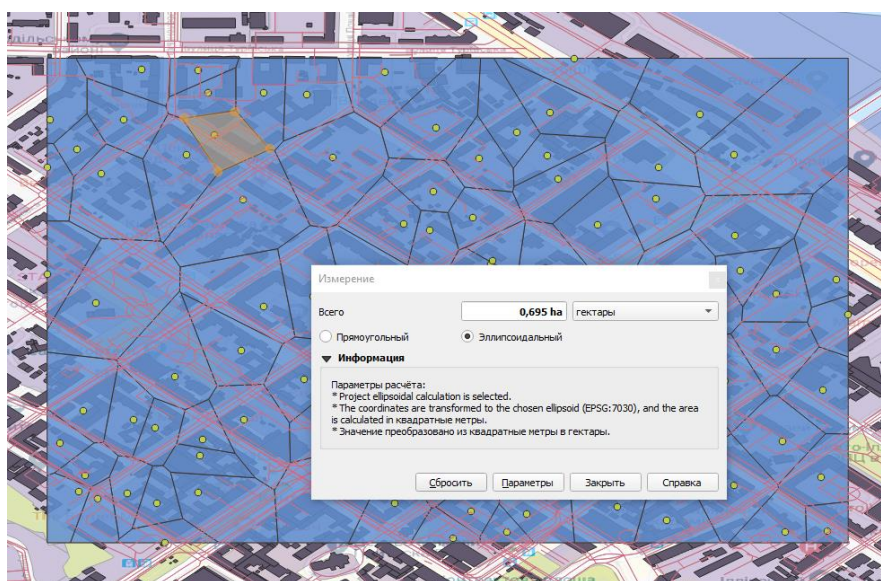 Измерение
Всего
0,695 ha
гектары
Прямоугольный
Эллипсоидальный
Информация
Параметры расчёта:
* Project ellipsoidal calculation is selected.
* The coordinates are transformed to the chosen ellipsoid (EPSG:7030), and the area
is calculated in квадратные метры.
* Значение преобразовано из квадратные метры в гектары.
Сбросить
Параметры
Закрыть
Справка